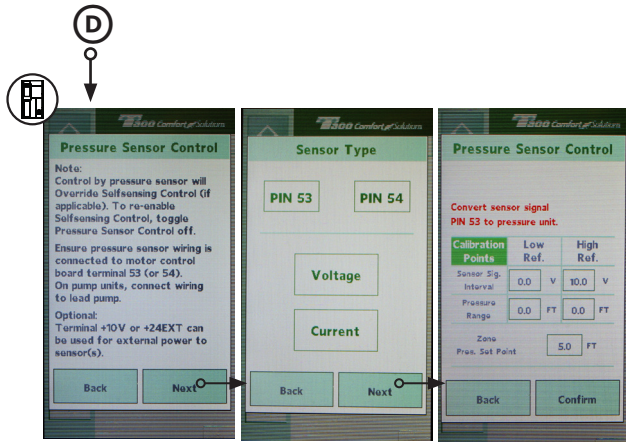 D
Taco Comfort Solutions
Pressure Sensor Control
Note:
Control by pressure sensor will
Override Selfsensing Control (if
applicable). To re-enable
Selfsensing Control, toggle
Pressure Sensor Control off.
Ensure pressure sensor wiring is
connected to motor control
board terminal 53 (or 54).
On pump units, connect wiring
to lead pump.
Optional:
Terminal +10V or +24EXT can
be used for external power to
sensor(s).
Back Next
Taco Comfort Solutions
Sensor Type
PIN 53 PIN 54
Voltage
Current
Back Next
Taco Comfort Solutions
Pressure Sensor Control
Convert sensor signal
PIN 53 to pressure unit.
Calibration Low High
Points Ref. Ref.
Sensor Sig.
Interval 0.0 V 10.0 V
Pressure
Range 0.0 FT 0.0 FT
Zone
Pres. Set Point 5.0 FT
Back Confirm